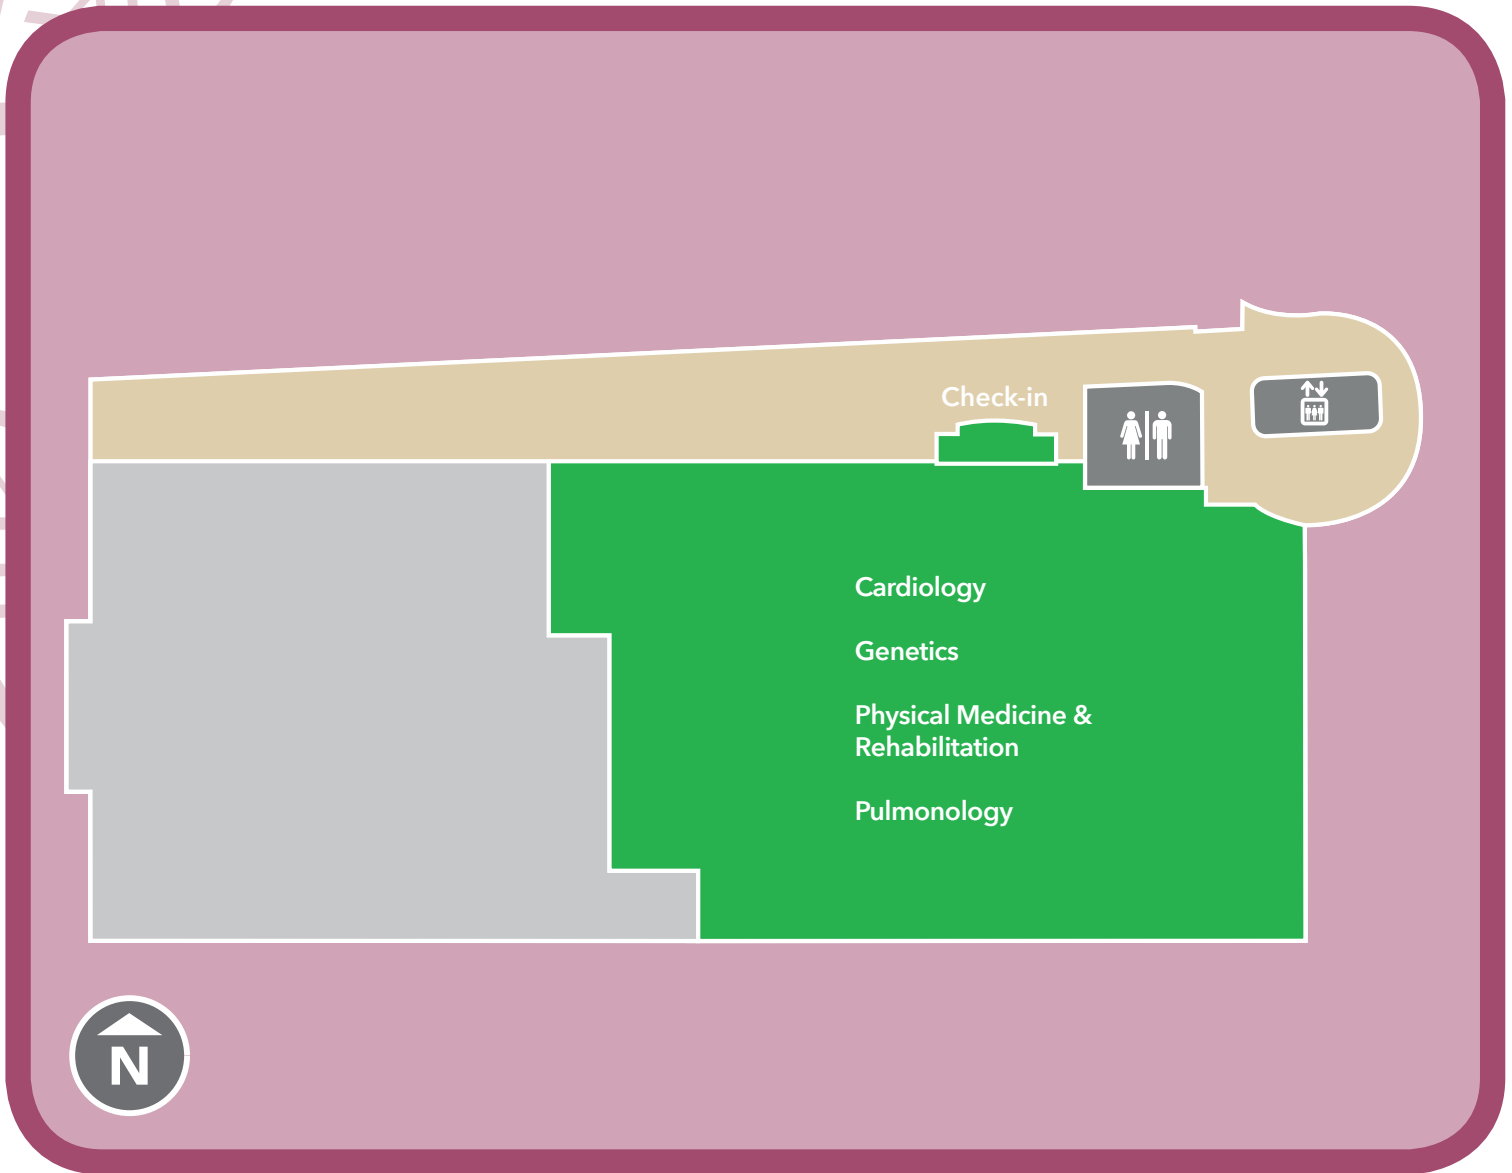 Check-in
Cardiology
Genetics
Physical Medicine &
Rehabilitation
Pulmonology
N